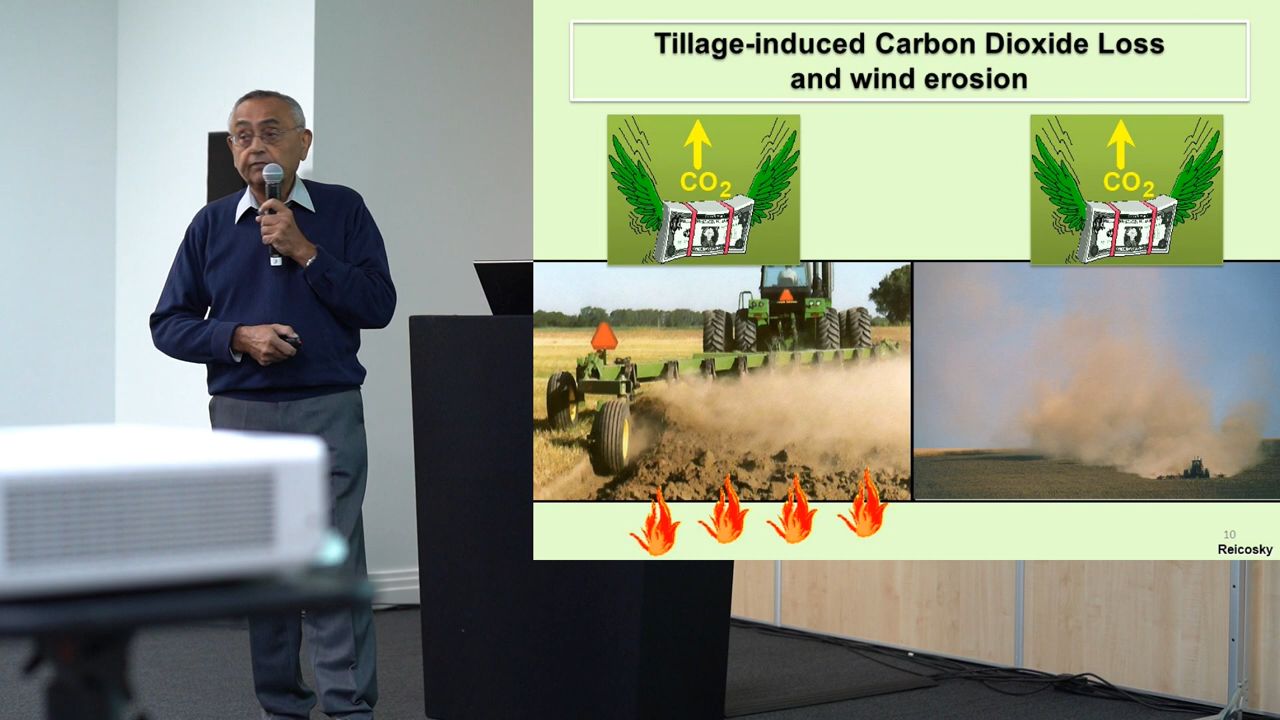 Tillage-induced Carbon Dioxide Loss
and wind erosion
CO2
CO2
10
Reicosky